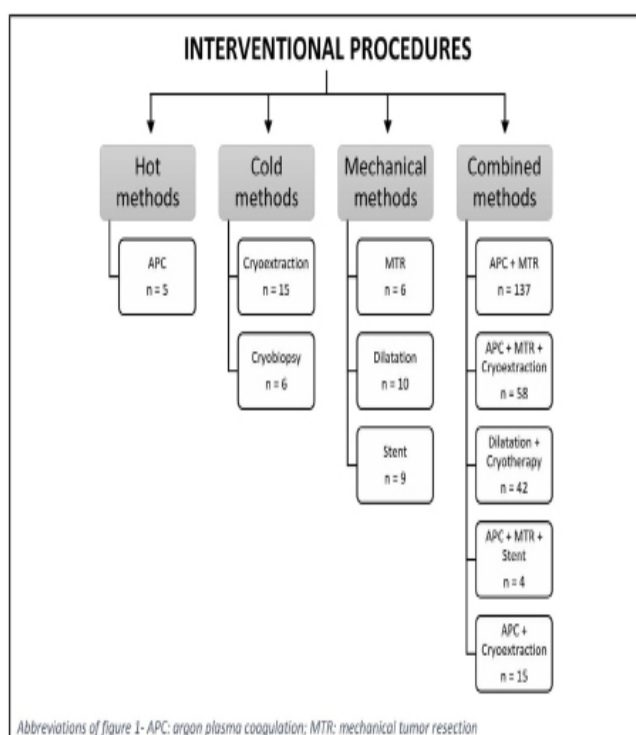 INTERVENTIONAL PROCEDURES
Hot
methods
APC
n = 5
Cold
methods
Cryoextraction
n = 15
Cryobiopsy
n = 6
Mechanical
methods
MTR
n = 6
Dilatation
n = 10
Stent
n = 9
Combined
methods
APC + MTR
n = 137
APC + MTR +
Cryoextraction
n = 58
Dilatation +
Cryotherapy
n = 42
APC + MTR +
Stent
n = 4
APC +
Cryoextraction
n = 15
Abbreviations of figure 1- APC: argon plasma coagulation; MTR: mechanical tumor resection